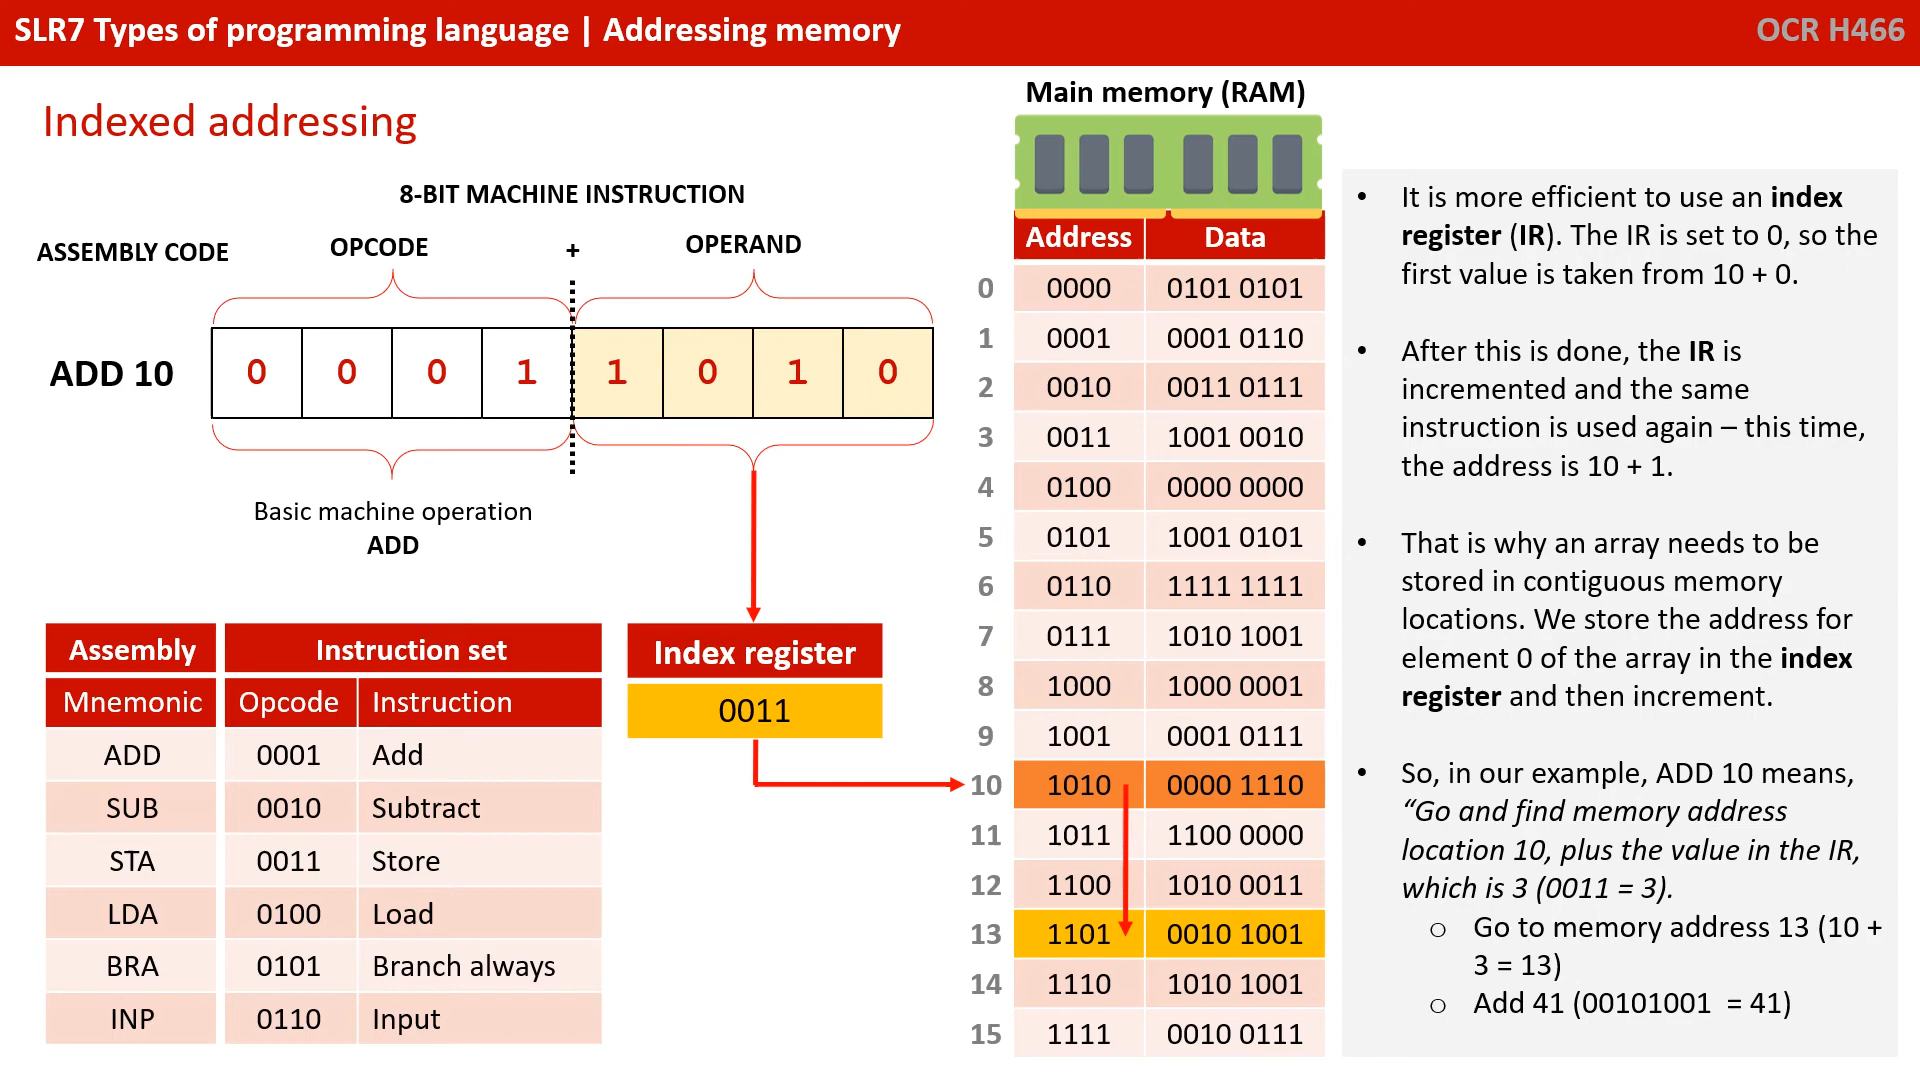 SLR7 Types of programming language | Addressing memory
OCR H466
Indexed addressing
8-BIT MACHINE INSTRUCTION
ASSEMBLY CODE
OPCODE
+
OPERAND
ADD 10
0 0 0 1 1 0 1 0
Basic machine operation
ADD
Assembly
Instruction set
Mnemonic Opcode Instruction
ADD 0001 Add
SUB 0010 Subtract
STA 0011 Store
LDA 0100 Load
BRA 0101 Branch always
INP 0110 Input
Index register
0011
Main memory (RAM)
Address Data
0 0000 0101 0101
1 0001 0001 0110
2 0010 0011 0111
3 0011 1001 0010
4 0100 0000 0000
5 0101 1001 0101
6 0110 1111 1111
7 0111 1010 1001
8 1000 1000 0001
9 1001 0001 0111
10 1010 0000 1110
11 1011 1100 0000
12 1100 1010 0011
13 1101 0010 1001
14 1110 1010 1001
15 1111 0010 0111
• It is more efficient to use an index
register (IR). The IR is set to 0, so the
first value is taken from 10 + 0.
• After this is done, the IR is
incremented and the same
instruction is used again – this time,
the address is 10 + 1.
• That is why an array needs to be
stored in contiguous memory
locations. We store the address for
element 0 of the array in the index
register and then increment.
• So, in our example, ADD 10 means,
“Go and find memory address
location 10, plus the value in the IR,
which is 3 (0011 = 3).
o Go to memory address 13 (10 +
3 = 13)
o Add 41 (00101001 = 41)